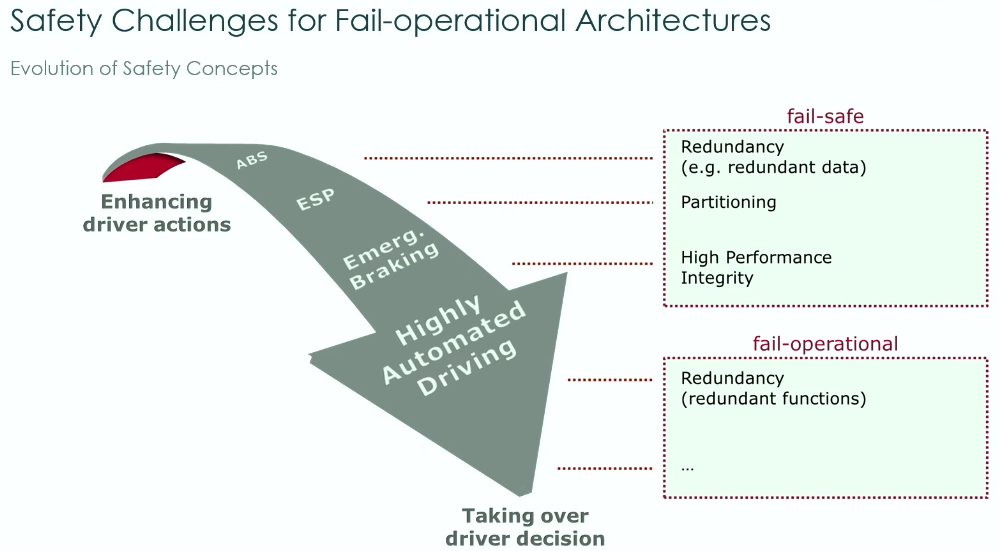 Safety Challenges for Fail-operational Architectures
Evolution of Safety Concepts
Enhancing
driver actions
ABS
ESP
Emerg.
Braking
Highly
Automated
Driving
Taking over
driver decision
fail-safe
Redundancy
(e.g. redundant data)
Partitioning
High Performance
Integrity
fail-operational
Redundancy
(redundant functions)
...